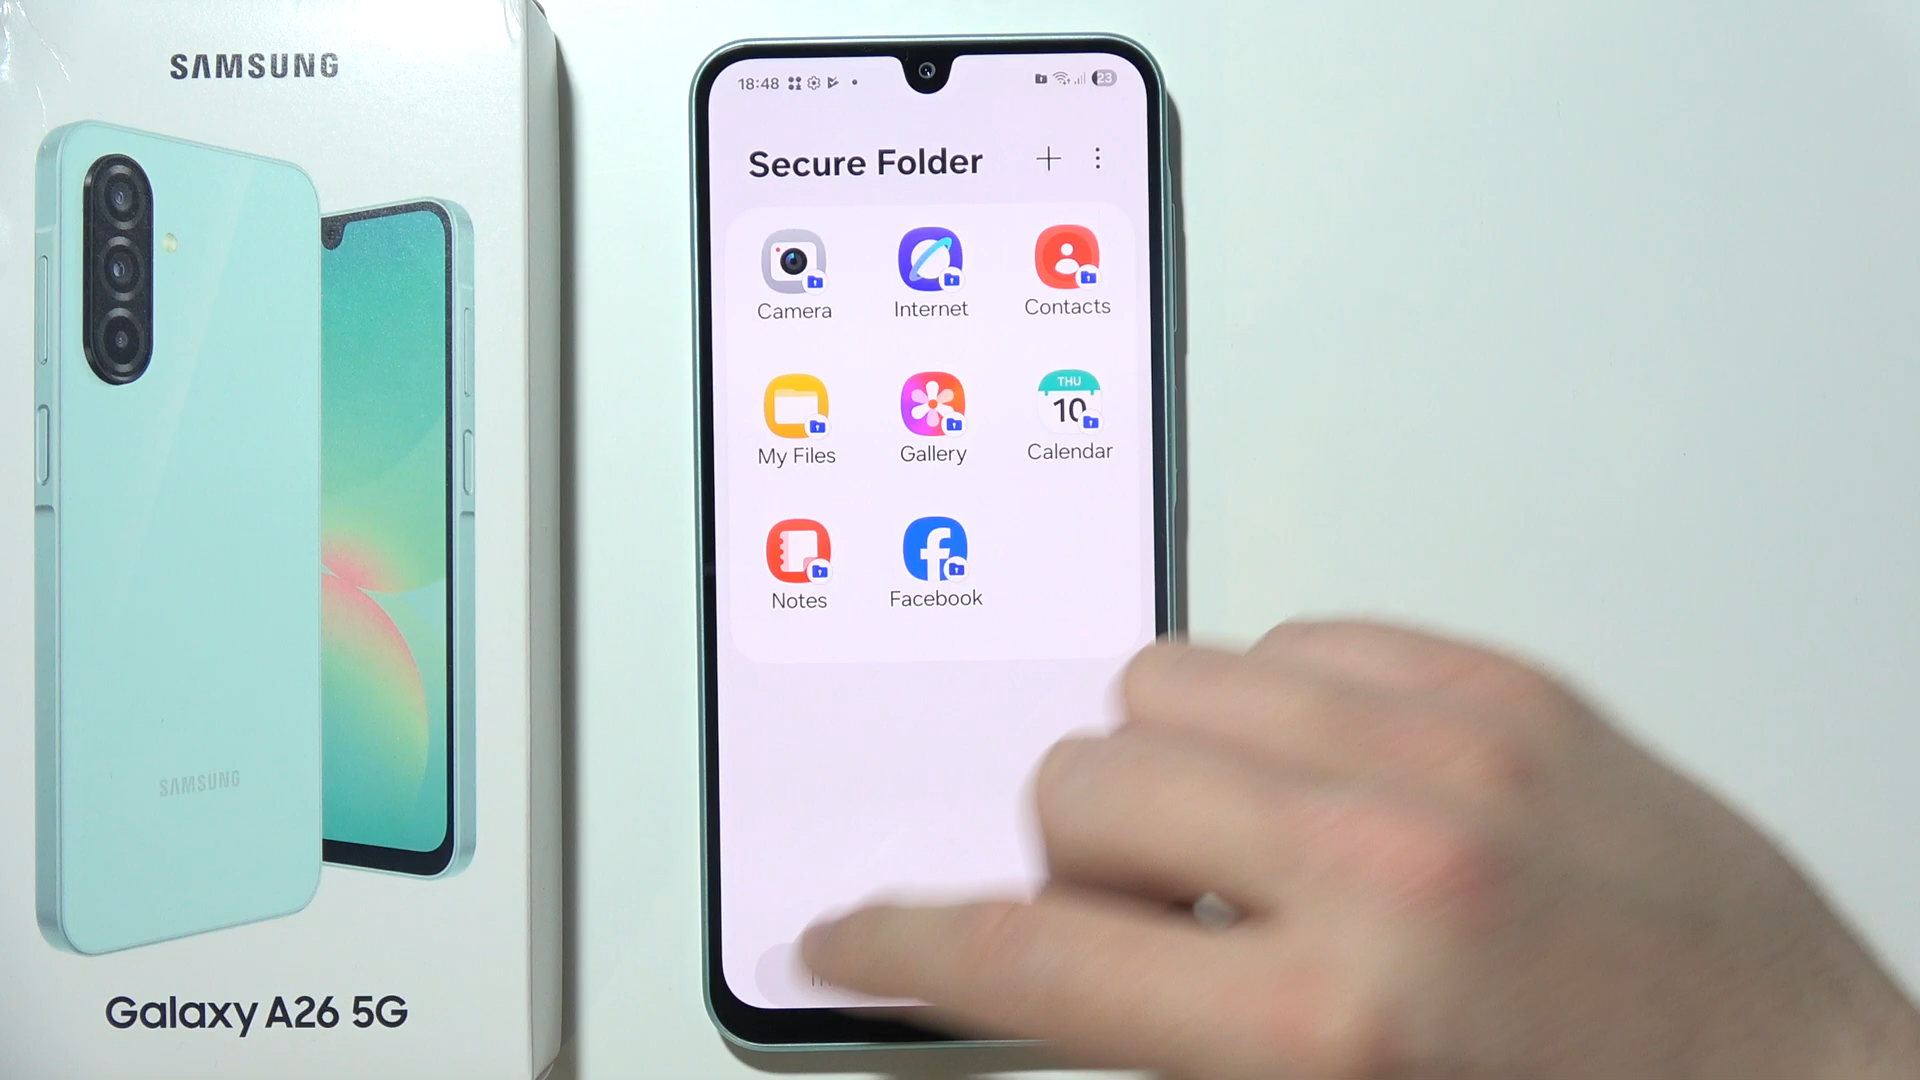 SAMSUNG
SAMSUNG
Galaxy A26 5G
18:48
23
Secure Folder
Camera
Internet
Contacts
My Files
Gallery
THU
10
Calendar
Notes
Facebook